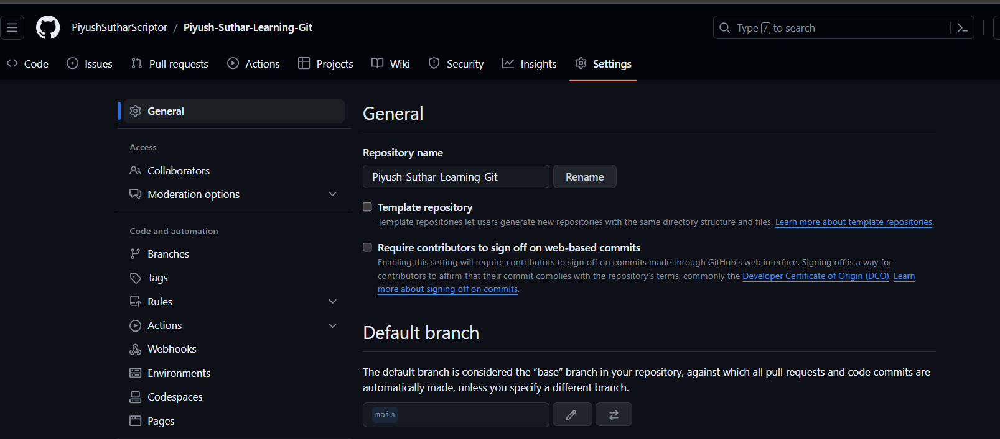 PiyushSutharScriptor / Piyush-Suthar-Learning-Git
Type / to search
Code Issues Pull requests Actions Projects Wiki Security Insights Settings
General
Access
Collaborators
Moderation options
Code and automation
Branches
Tags
Rules
Actions
Webhooks
Environments
Codespaces
Pages
General
Repository name
Piyush-Suthar-Learning-Git Rename
Template repository
Template repositories let users generate new repositories with the same directory structure and files. Learn more about template repositories.
Require contributors to sign off on web-based commits
Enabling this setting will require contributors to sign off on commits made through GitHub's web interface. Signing off is a way for
contributors to affirm that their commit complies with the repository's terms, commonly the Developer Certificate of Origin (DCO). Learn
more about signing off on commits.
Default branch
The default branch is considered the “base” branch in your repository, against which all pull requests and code commits are
automatically made, unless you specify a different branch.
main